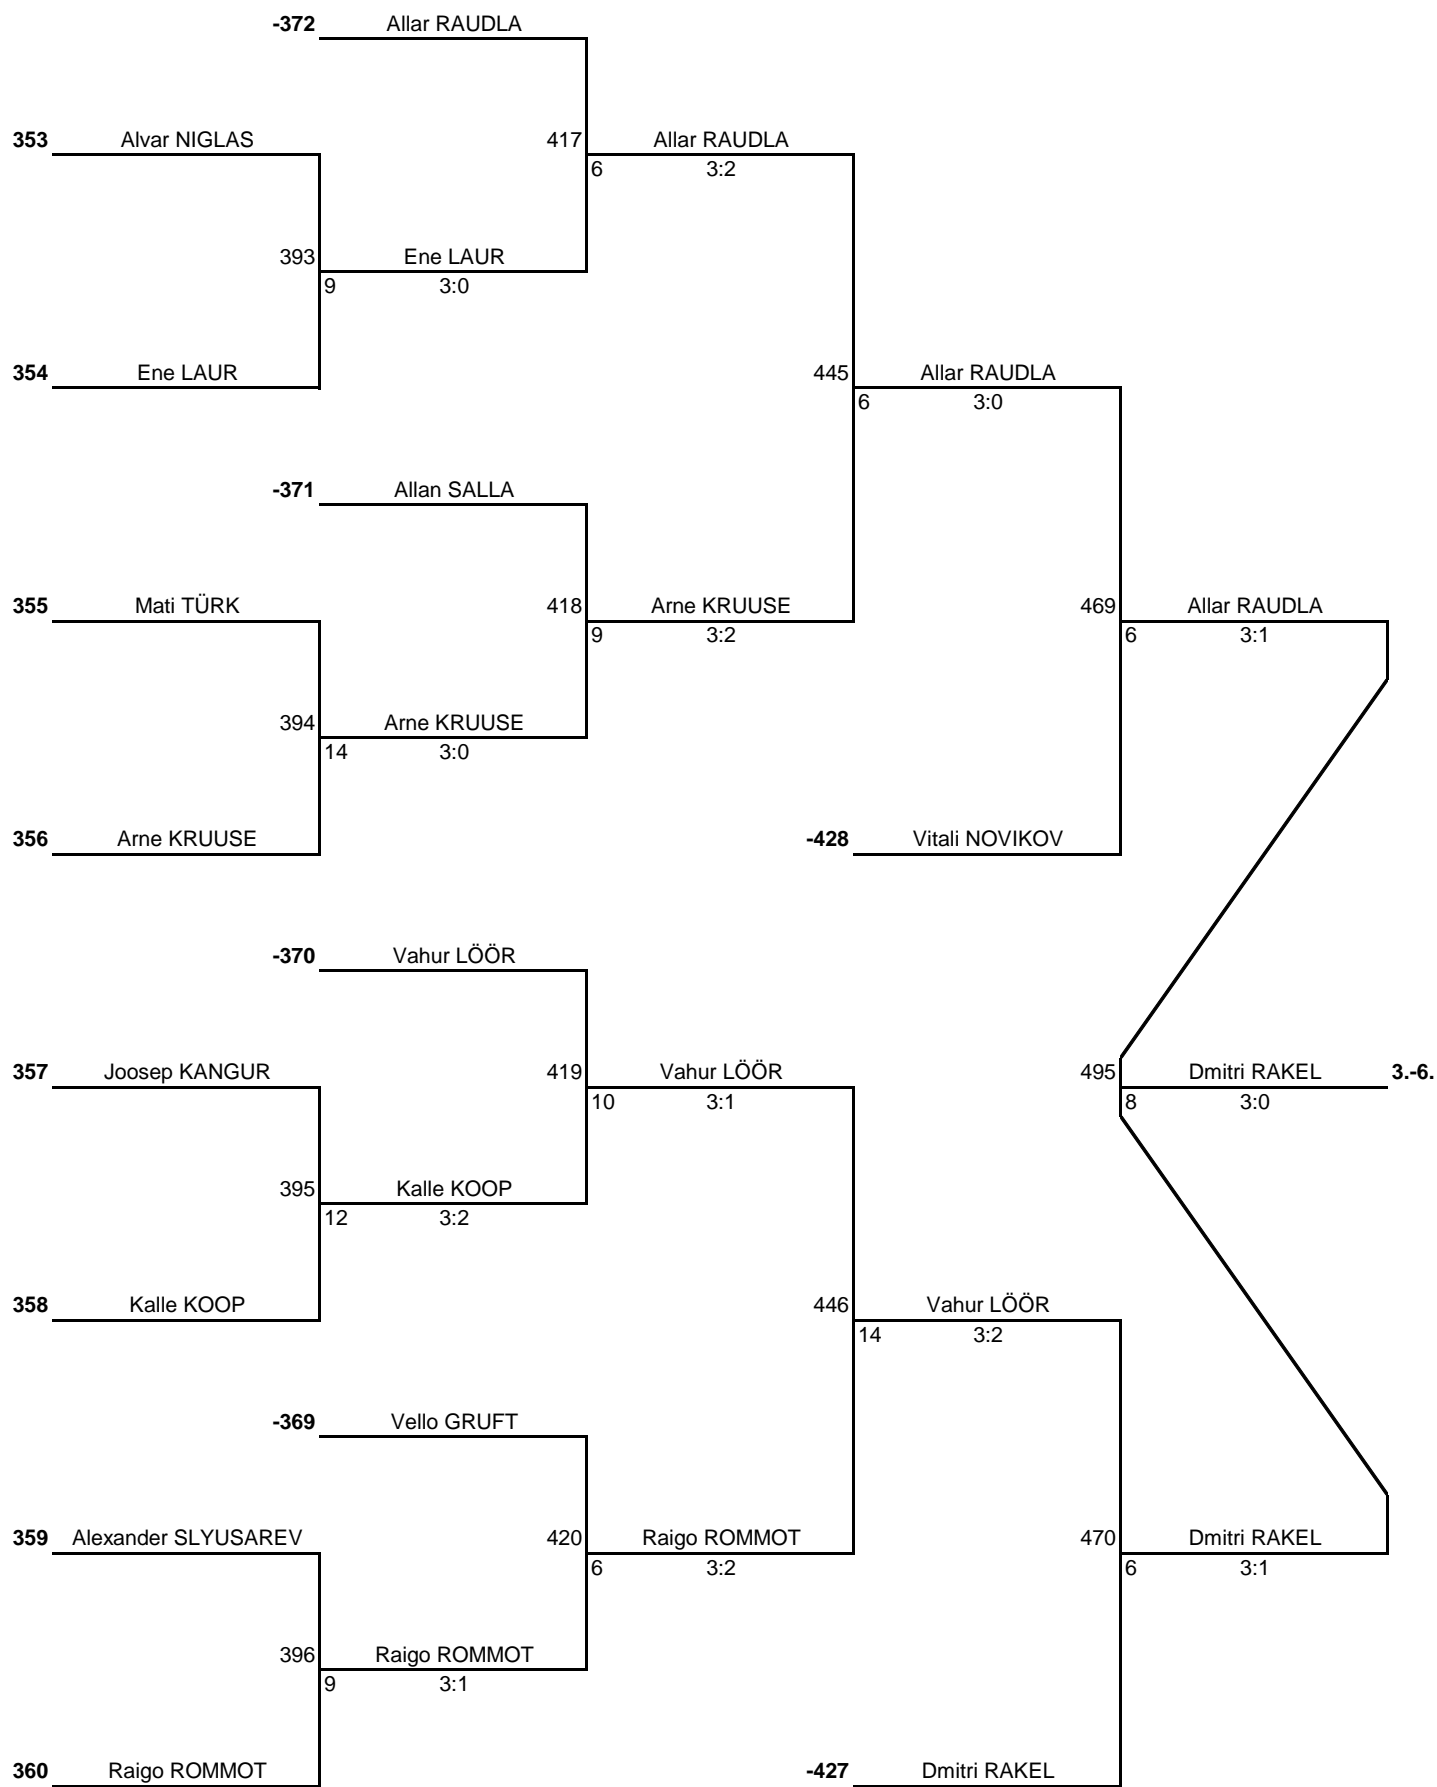 -372 Allar RAUDLA
353 Alvar NIGLAS 417 Allar RAUDLA
6 3:2
393 Ene LAUR
9 3:0
354 Ene LAUR 445 Allar RAUDLA
6 3:0
-371 Allan SALLA
355 Mati TÜRK 418 Arne KRUUSE 469 Allar RAUDLA
9 3:2 6 3:1
394 Arne KRUUSE
14 3:0
356 Arne KRUUSE -428 Vitali NOVIKOV
-370 Vahur LÖÖR
357 Joosep KANGUR 419 Vahur LÖÖR 495 Dmitri RAKEL 3.-6.
10 3:1 8 3:0
395 Kalle KOOP
12 3:2
358 Kalle KOOP 446 Vahur LÖÖR
14 3:2
-369 Vello GRUFT
359 Alexander SLYUSAREV 420 Raigo ROMMOT 470 Dmitri RAKEL
6 3:2 6 3:1
396 Raigo ROMMOT
9 3:1
360 Raigo ROMMOT -427 Dmitri RAKEL